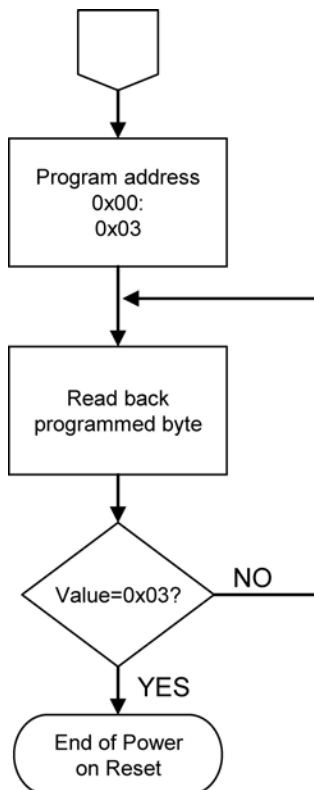 Program address
0x00:
0x03
Read back
programmed byte
Value=0x03?
NO
YES
End of Power
on Reset